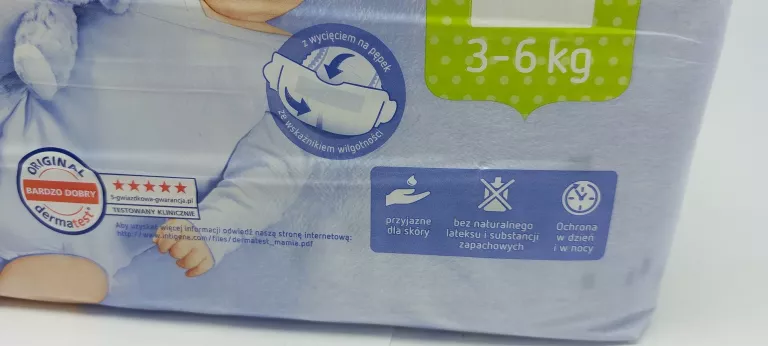 3-6 kg
z wycięciem na pępek
ze wskaźnikiem wilgotności
ORIGINAL
BARDZO DOBRY
dermatest®
5-gwiazdkowa-gwarancja.pl
TESTOWANY KLINICZNIE
Aby uzyskać więcej informacji odwiedź naszą stronę internetową:
http://www.intigene.com/files/dermatest_mamie.pdf
przyjazne
dla skóry
bez naturalnego
lateksu i substancji
zapachowych
Ochrona
w dzień
i w nocy